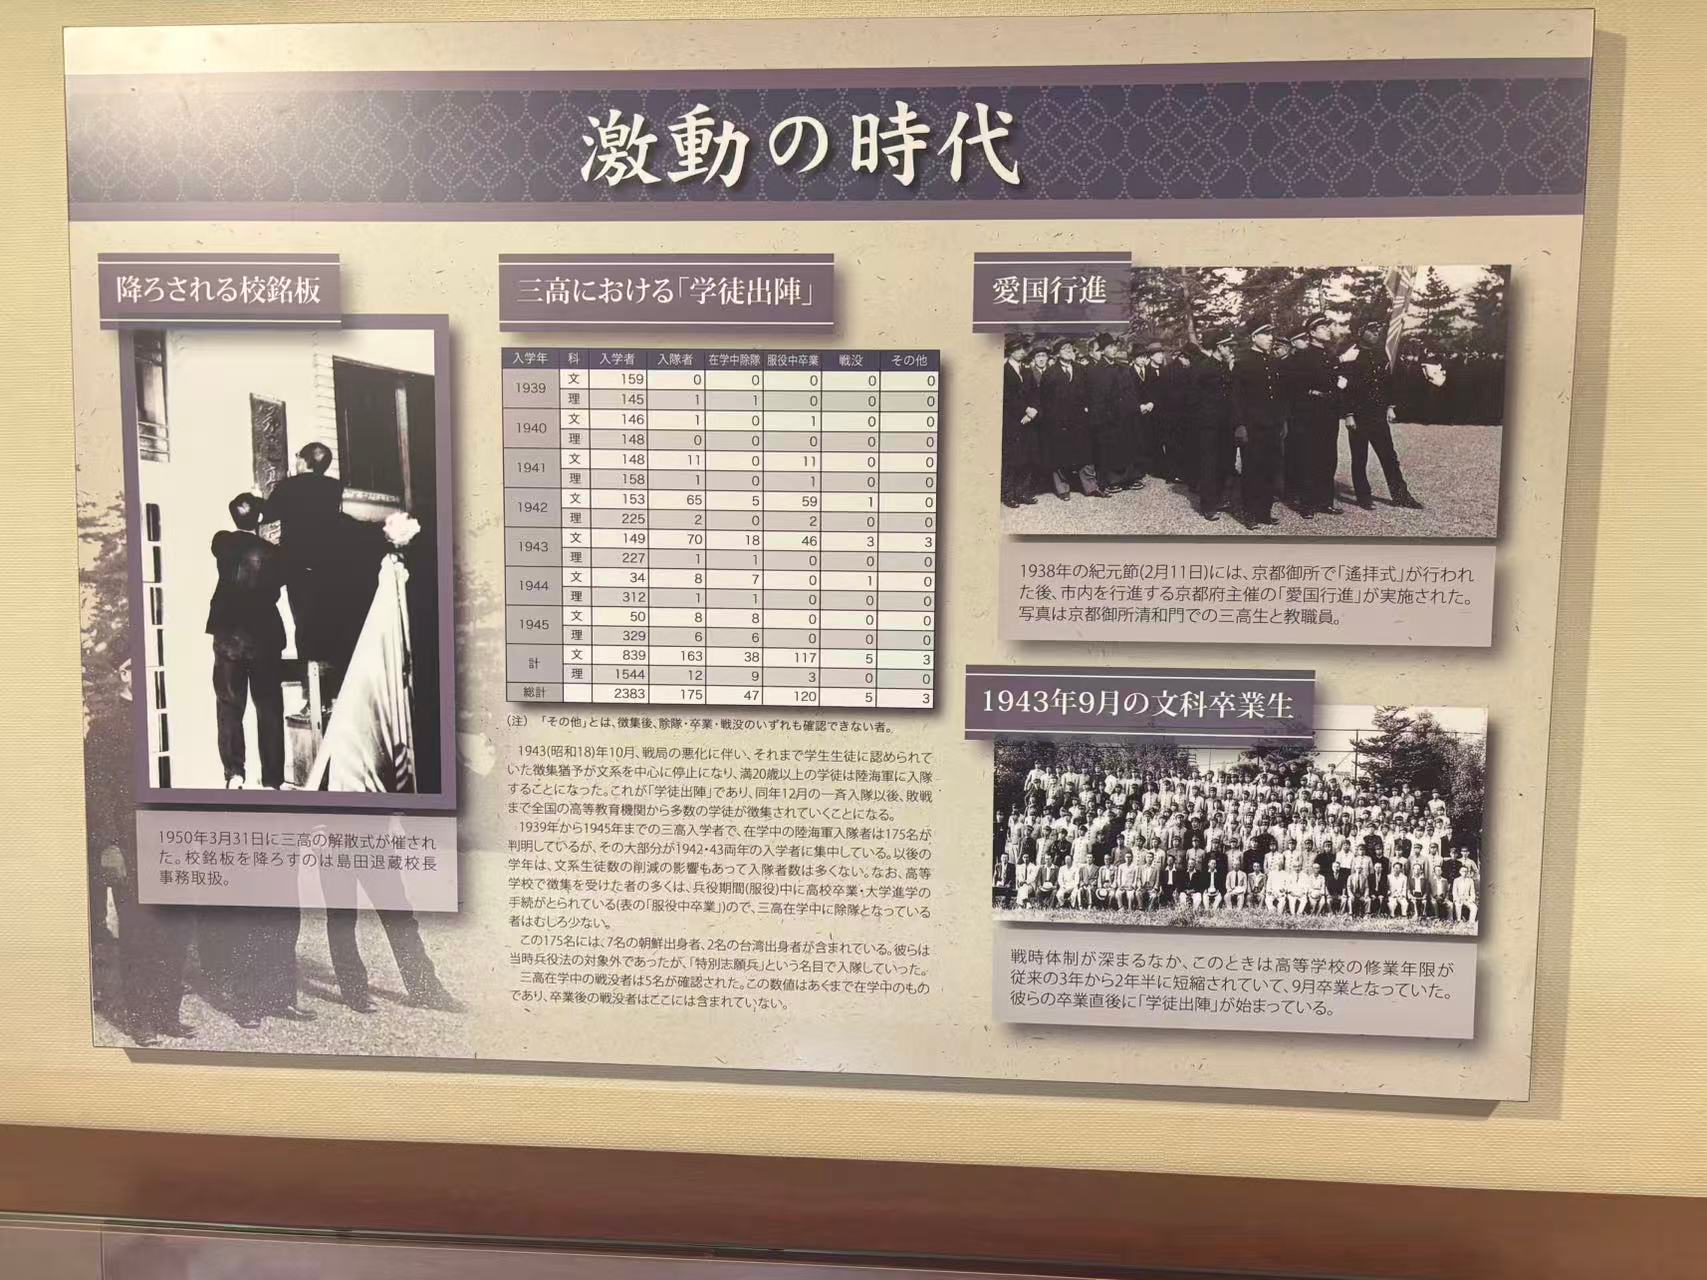 激動の時代
降ろされる校銘板
1950年3月31日に三高の解散式が催され
た。校銘板を降ろすのは島田退蔵校長
事務取扱。
三高における「学徒出陣」
入学年 科 入学者 入隊者 在学中除隊 服役中卒業 戦没 その他
1939 文 159 0 0 0 0 0
理 145 1 1 0 0 0
1940 文 146 1 0 1 0 0
理 148 0 0 0 0 0
1941 文 148 11 0 11 0 0
理 158 1 0 1 0 0
1942 文 153 65 5 59 1 0
理 225 2 0 2 0 0
1943 文 149 70 18 46 3 3
理 227 1 1 0 0 0
1944 文 34 8 7 0 1 0
理 312 1 1 0 0 0
1945 文 50 8 8 0 0 0
理 329 6 6 0 0 0
計 文 839 163 38 117 5 3
理 1544 12 9 3 0 0
総計 2383 175 47 120 5 3
(注) 「その他」とは、徴集後、除隊・卒業・戦没のいずれも確認できない者。
1943(昭和18)年10月、戦局の悪化に伴い、それまで学生生徒に認められて
いた徴集猶予が文系を中心に停止になり、満20歳以上の学徒は陸海軍に入隊
することになった。これが「学徒出陣」であり、同年12月の一斉入隊以後、敗戦
まで全国の高等教育機関から多数の学徒が徴集されていくことになる。
1939年から1945年までの三高入学者で、在学中の陸海軍入隊者は175名が
判明しているが、その大部分が1942・43両年の入学者に集中している。以後の
学年は、文系生徒数の削減の影響もあって入隊者数は多くない。なお、高等
学校で徴集を受けた者の多くは、兵役期間(服役)中に高校卒業・大学進学の
手続がとられている(表の「服役中卒業」)ので、三高在学中に除隊となっている
者はむしろ少ない。
この175名には、7名の朝鮮出身者、2名の台湾出身者が含まれている。彼らは
当時兵役法の対象外であったが、「特別志願兵」という名目で入隊していった。
三高在学中の戦没者は5名が確認された。この数値はあくまで在学中のもの
であり、卒業後の戦没者はここには含まれていない。
愛国行進
1938年の紀元節(2月11日)には、京都御所で「遙拝式」が行われ
た後、市内を行進する京都府主催の「愛国行進」が実施された。
写真は京都御所清和門での三高生と教職員。
1943年9月の文科卒業生
戦時体制が深まるなか、このときは高等学校の修業年限が
従来の3年から2年半に短縮されていて、9月卒業となっていた。
彼らの卒業直後に「学徒出陣」が始まっている。